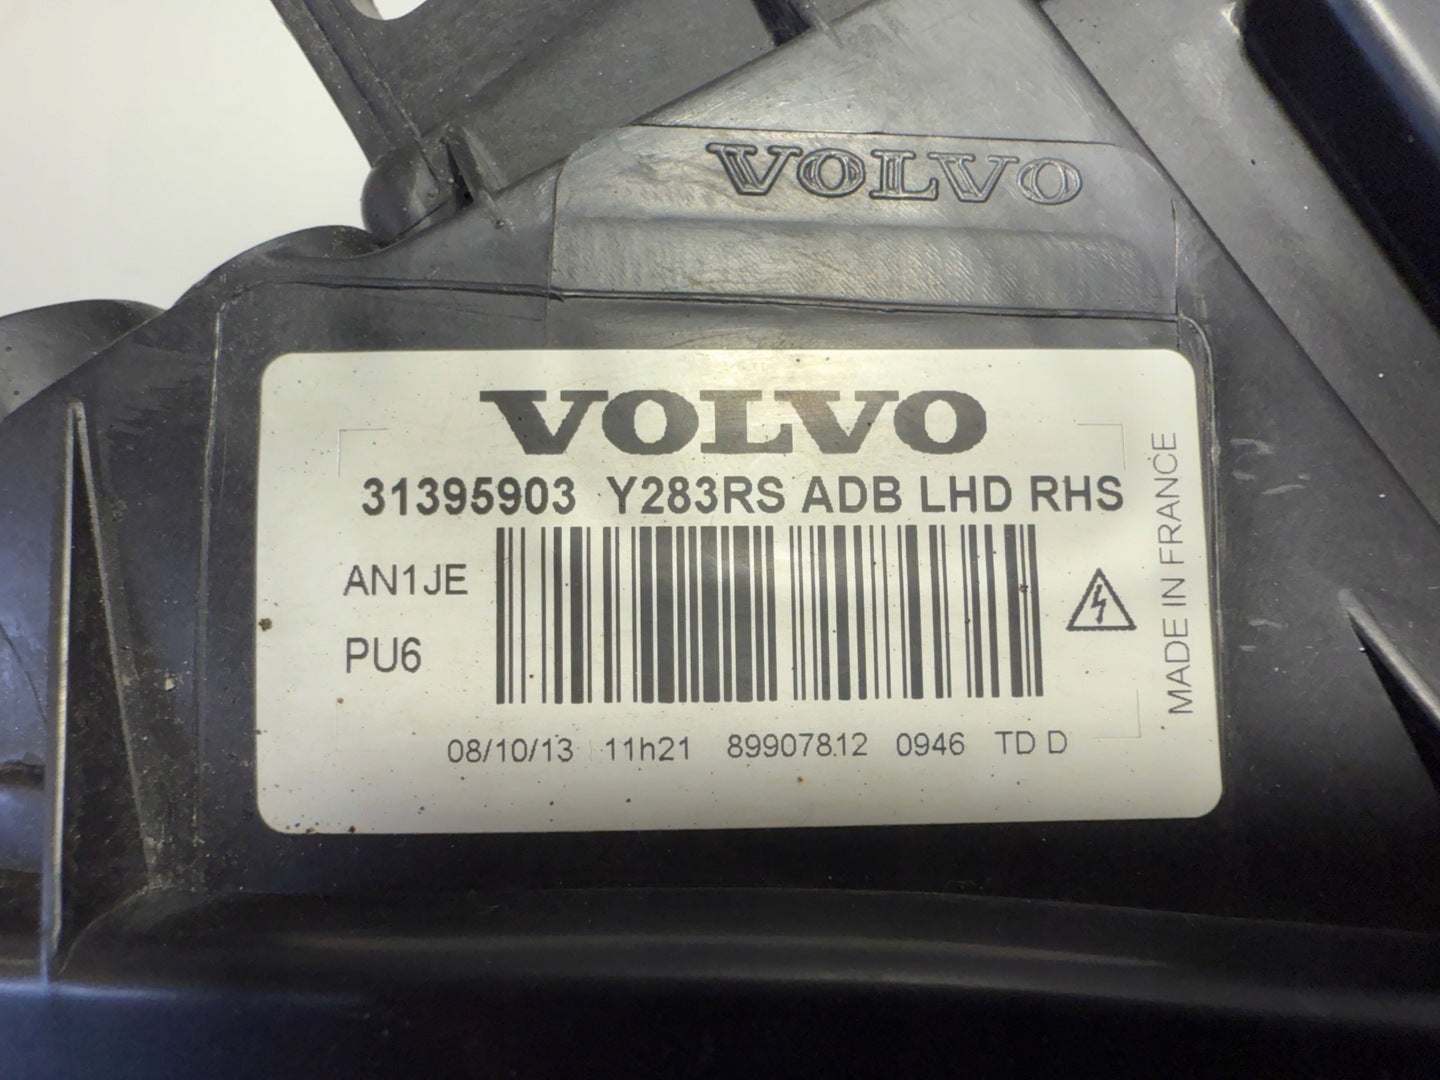 VOLVO
VOLVO
31395903 Y283RS ADB LHD RHS
AN1JE
PU6
08/10/13 11h21 89907812 0946 TD D
MADE IN FRANCE